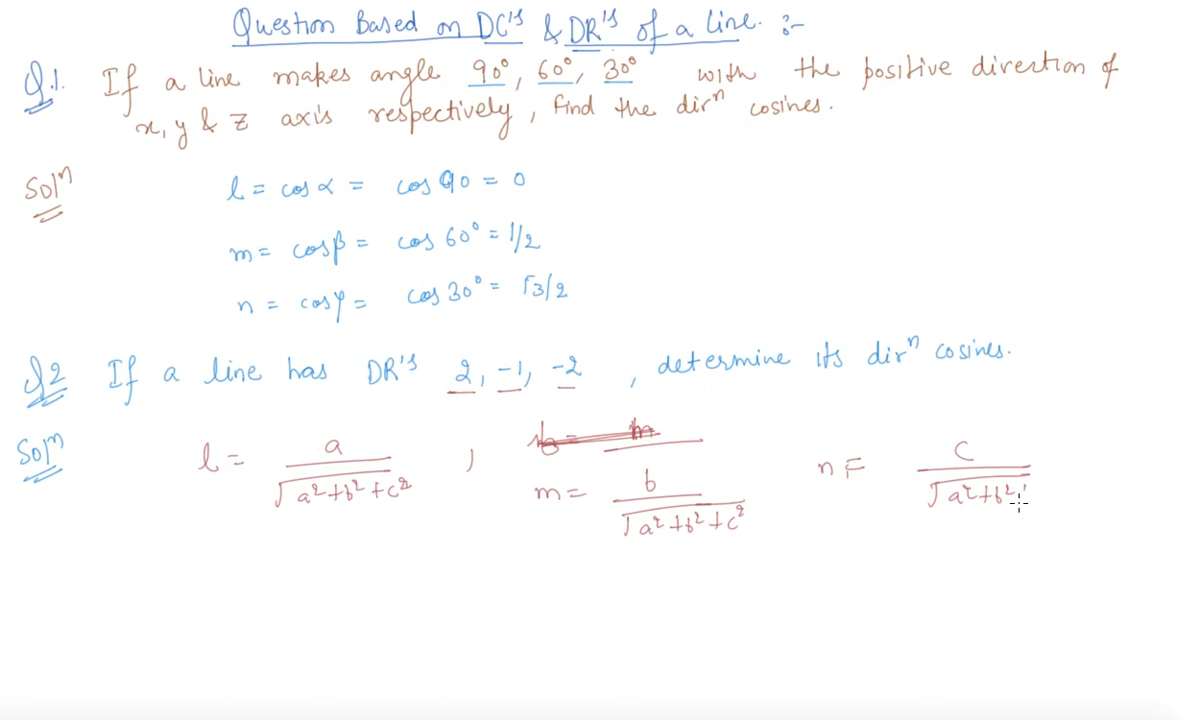 Question Based on DC's & DR's of a line. :-
Q.1. If a line makes angle 90°, 60°, 30° with the positive direction of
x, y & z axis respectively, find the dirⁿ cosines.
Solⁿ
l = cos α = cos 90 = 0
m = cos β = cos 60° = 1/2
n = cos γ = cos 30° = √3/2
Q2 If a line has DR's 2, -1, -2 , determine its dirⁿ cosines.
Solⁿ
l = a / √a²+b²+c² ,
m = b / √a²+b²+c²
n = c / √a²+b²